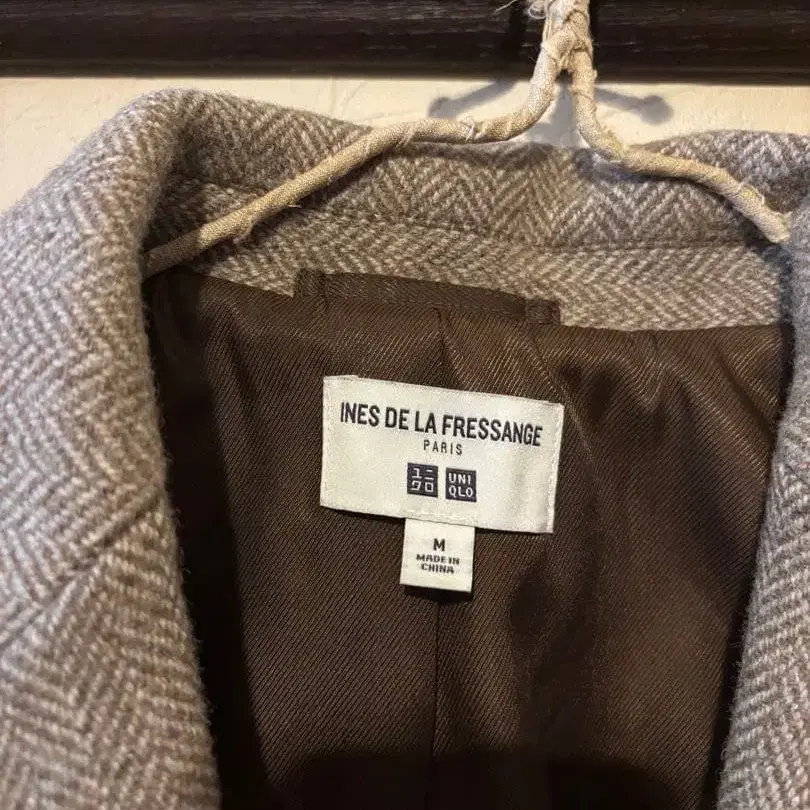 INES DE LA FRESSANGE
PARIS
ユニ UNI
クロ QLO
M
MADE IN
CHINA